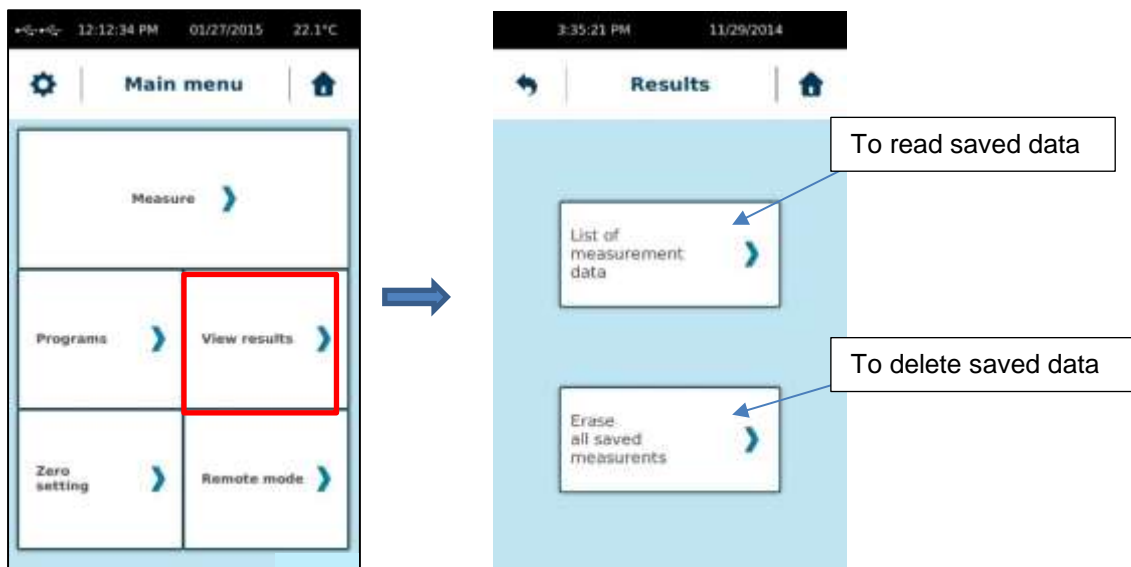 12:12:34 PM 01/27/2015 22.1°C
Main menu
Measure
Programs
View results
Zero
setting
Remote mode
3:35:21 PM 11/29/2014
Results
List of
measurement
data
Erase
all saved
measurents
To read saved data
To delete saved data